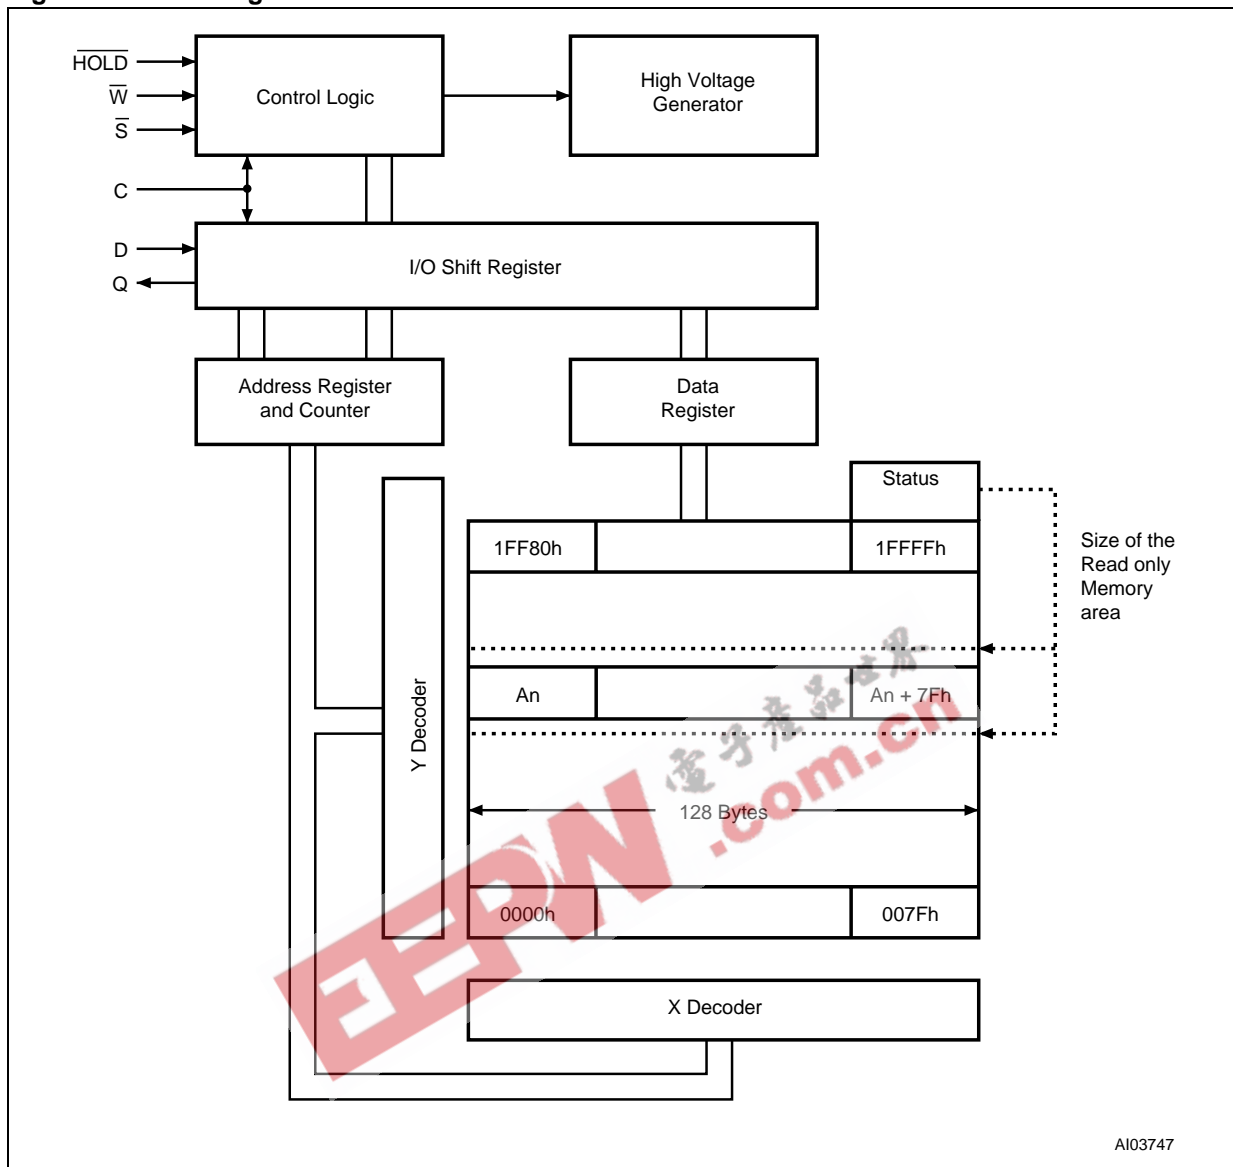 HOLD
W
S
C
D
Q
Control Logic
High Voltage
Generator
I/O Shift Register
Address Register
and Counter
Data
Register
Status
1FF80h
1FFFFh
Size of the
Read only
Memory
area
An
An + 7Fh
Y Decoder
128 Bytes
0000h
007Fh
X Decoder
電子產品世界
EEPW
.com.cn
AI03747